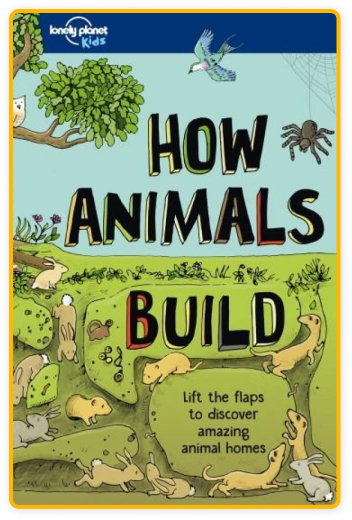 lonely planet
kids
HOW
ANIMALS
BUILD
Lift the flaps
to discover
amazing
animal homes